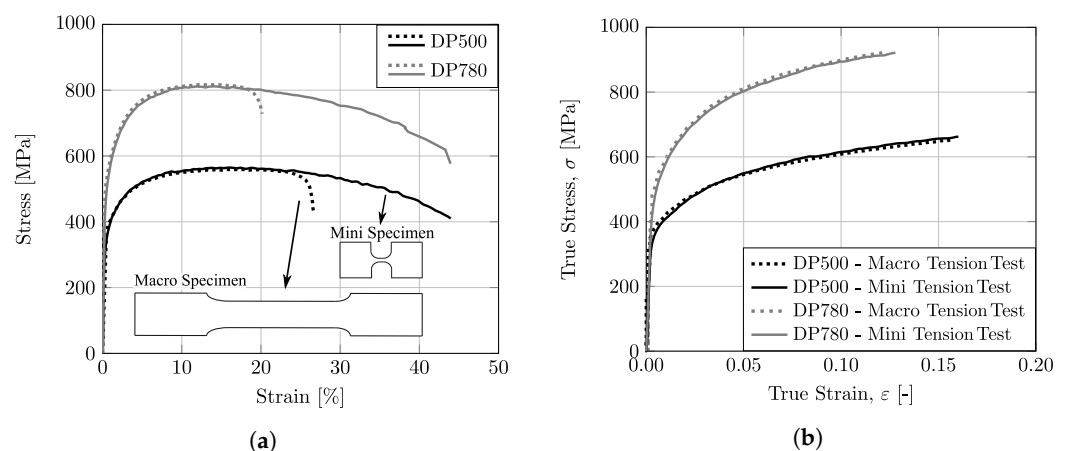 1000
800
600
400
200
0
0
10
20
30
40
50
Stress [MPa]
Strain [%]
DP500
DP780
Mini Specimen
Macro Specimen
(a)
1000
800
600
400
200
0
0.00
0.05
0.10
0.15
0.20
True Stress, σ [MPa]
True Strain, ε [-]
DP500 - Macro Tension Test
DP500 - Mini Tension Test
DP780 - Macro Tension Test
DP780 - Mini Tension Test
(b)